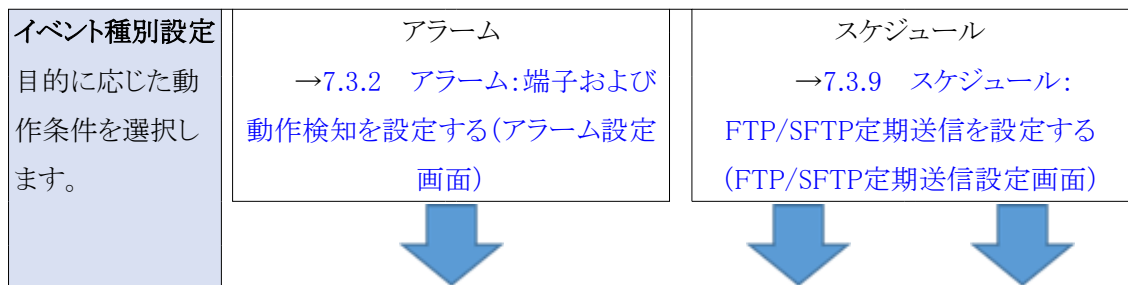 イベント種別設定
目的に応じた動
作条件を選択し
ます。
アラーム
→7.3.2　アラーム：端子および
動作検知を設定する（アラーム設定
画面）
スケジュール
→7.3.9　スケジュール：
FTP/SFTP定期送信を設定する
（FTP/SFTP定期送信設定画面）